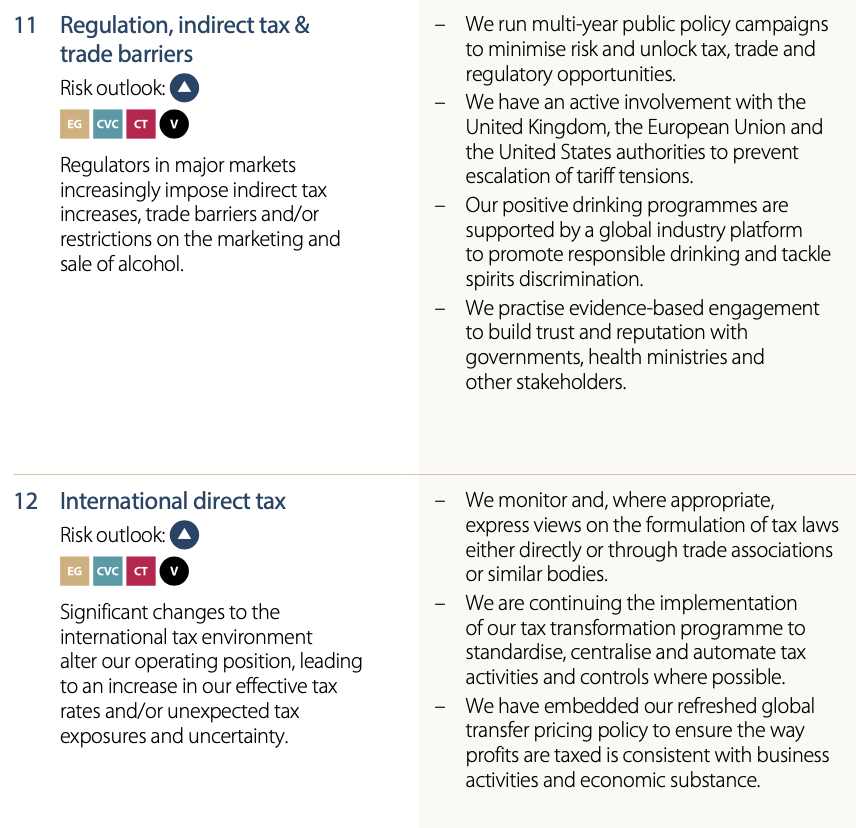 11 Regulation, indirect tax &
trade barriers
Risk outlook:
EG CVC CT V
Regulators in major markets
increasingly impose indirect tax
increases, trade barriers and/or
restrictions on the marketing and
sale of alcohol.
– We run multi-year public policy campaigns
to minimise risk and unlock tax, trade and
regulatory opportunities.
– We have an active involvement with the
United Kingdom, the European Union and
the United States authorities to prevent
escalation of tariff tensions.
– Our positive drinking programmes are
supported by a global industry platform
to promote responsible drinking and tackle
spirits discrimination.
– We practise evidence-based engagement
to build trust and reputation with
governments, health ministries and
other stakeholders.
12 International direct tax
Risk outlook:
EG CVC CT V
Significant changes to the
international tax environment
alter our operating position, leading
to an increase in our effective tax
rates and/or unexpected tax
exposures and uncertainty.
– We monitor and, where appropriate,
express views on the formulation of tax laws
either directly or through trade associations
or similar bodies.
– We are continuing the implementation
of our tax transformation programme to
standardise, centralise and automate tax
activities and controls where possible.
– We have embedded our refreshed global
transfer pricing policy to ensure the way
profits are taxed is consistent with business
activities and economic substance.